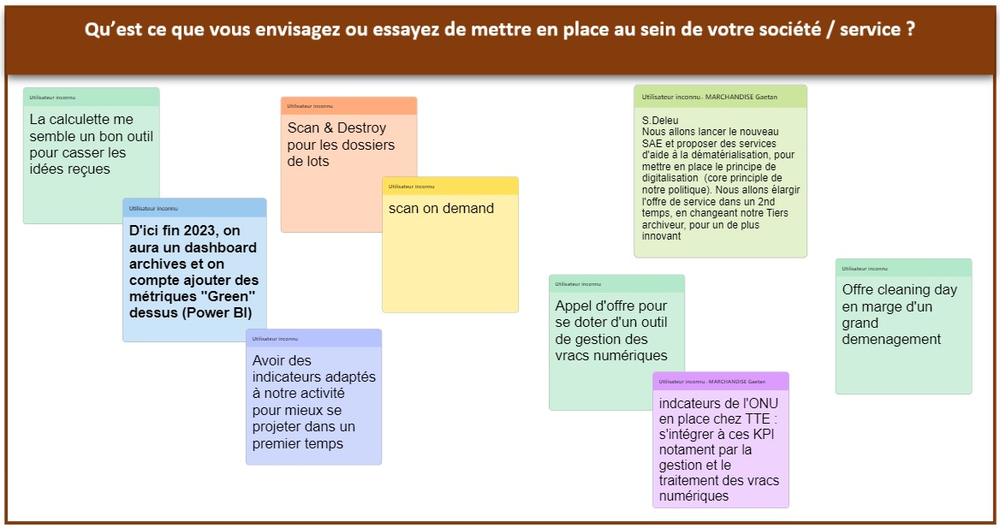 Qu’est ce que vous envisagez ou essayez de mettre en place au sein de votre société / service ?
Utilisateur inconnu
La calculette me
semble un bon outil
pour casser les
idées reçues
Utilisateur inconnu
D'ici fin 2023, on
aura un dashboard
archives et on
compte ajouter des
métriques "Green"
dessus (Power BI)
Utilisateur inconnu
Avoir des
indicateurs adaptés
à notre activité
pour mieux se
projeter dans un
premier temps
Utilisateur inconnu
Scan & Destroy
pour les dossiers
de lots
Utilisateur inconnu
scan on demand
Utilisateur inconnu, MARCHANDISE Gaetan
S.Deleu
Nous allons lancer le nouveau
SAE et proposer des services
d'aide à la dématérialisation, pour
mettre en place le principe de
digitalisation  (core principle de
notre politique). Nous allons élargir
l'offre de service dans un 2nd
temps, en changeant notre Tiers
archiveur, pour un de plus
innovant
Utilisateur inconnu
Appel d'offre pour
se doter d'un outil
de gestion des
vracs numériques
Utilisateur inconnu, MARCHANDISE Gaetan
indcateurs de l'ONU
en place chez TTE :
s'intégrer à ces KPI
notamment par la
gestion et le
traitement des vracs
numériques
Utilisateur inconnu
Offre cleaning day
en marge d'un
grand
demenagement